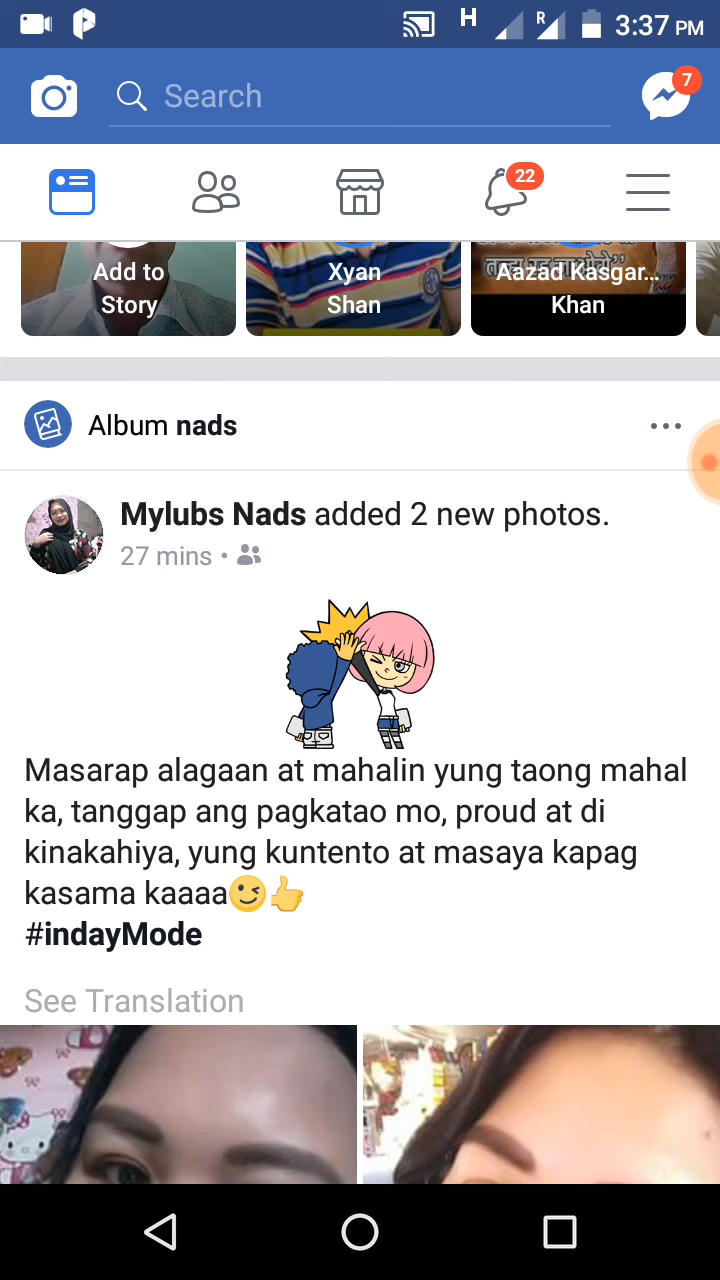 H
R
3:37 PM
Search
7
22
Add to
Story
Xyan
Shan
Aazad Kasgar...
Khan
Album nads
Mylubs Nads added 2 new photos.
27 mins •
Masarap alagaan at mahalin yung taong mahal
ka, tanggap ang pagkatao mo, proud at di
kinakahiya, yung kuntento at masaya kapag
kasama kaaaa😉👍
#indayMode
See Translation